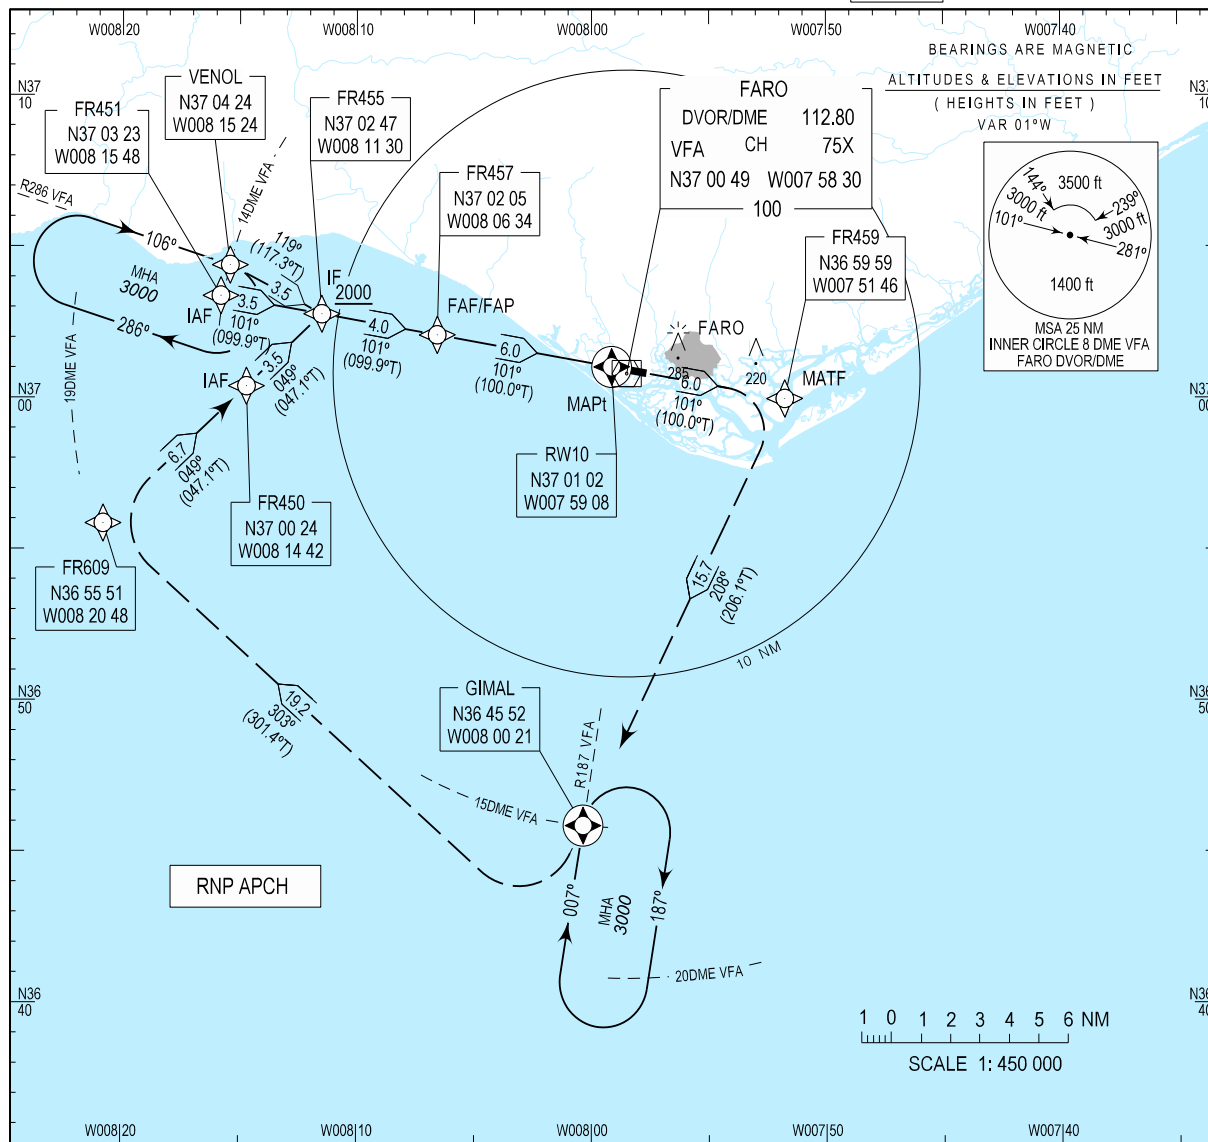 W008|20
W008|10
W008|00
W007|50
W007|40
BEARINGS ARE MAGNETIC
ALTITUDES & ELEVATIONS IN FEET
( HEIGHTS IN FEET )
VAR 01°W
N37
10
N37
10
VENOL
N37 04 24
W008 15 24
FR451
N37 03 23
W008 15 48
FR455
N37 02 47
W008 11 30
FR457
N37 02 05
W008 06 34
FARO
DVOR/DME 112.80
VFA CH 75X
N37 00 49 W007 58 30
100
FR459
N36 59 59
W007 51 46
144°
3000 ft
101°
3500 ft
239°
3000 ft
281°
1400 ft
MSA 25 NM
INNER CIRCLE 8 DME VFA
FARO DVOR/DME
R286 VFA
14DME VFA
106°
119°
(117.3°T)
3.5
MHA
3000
286°
19DME VFA
IAF
3.5
101°
(099.9°T)
IF
2000
4.0
101°
(099.9°T)
FAF/FAP
6.0
101°
(100.0°T)
IAF
3.5
049°
(047.1°T)
6.7
049°
(047.1°T)
MAPt
FARO
285
220
6.0
101°
(100.0°T)
MATF
N37
00
N37
00
RW10
N37 01 02
W007 59 08
FR450
N37 00 24
W008 14 42
FR609
N36 55 51
W008 20 48
15.7
208°
(206.1°T)
10 NM
19.2
303°
(301.4°T)
N36
50
N36
50
GIMAL
N36 45 52
W008 00 21
R187 VFA
15DME VFA
RNP APCH
007°
MHA
3000
187°
20DME VFA
N36
40
N36
40
1 0 1 2 3 4 5 6 NM
SCALE 1: 450 000
W008|20
W008|10
W008|00
W007|50
W007|40